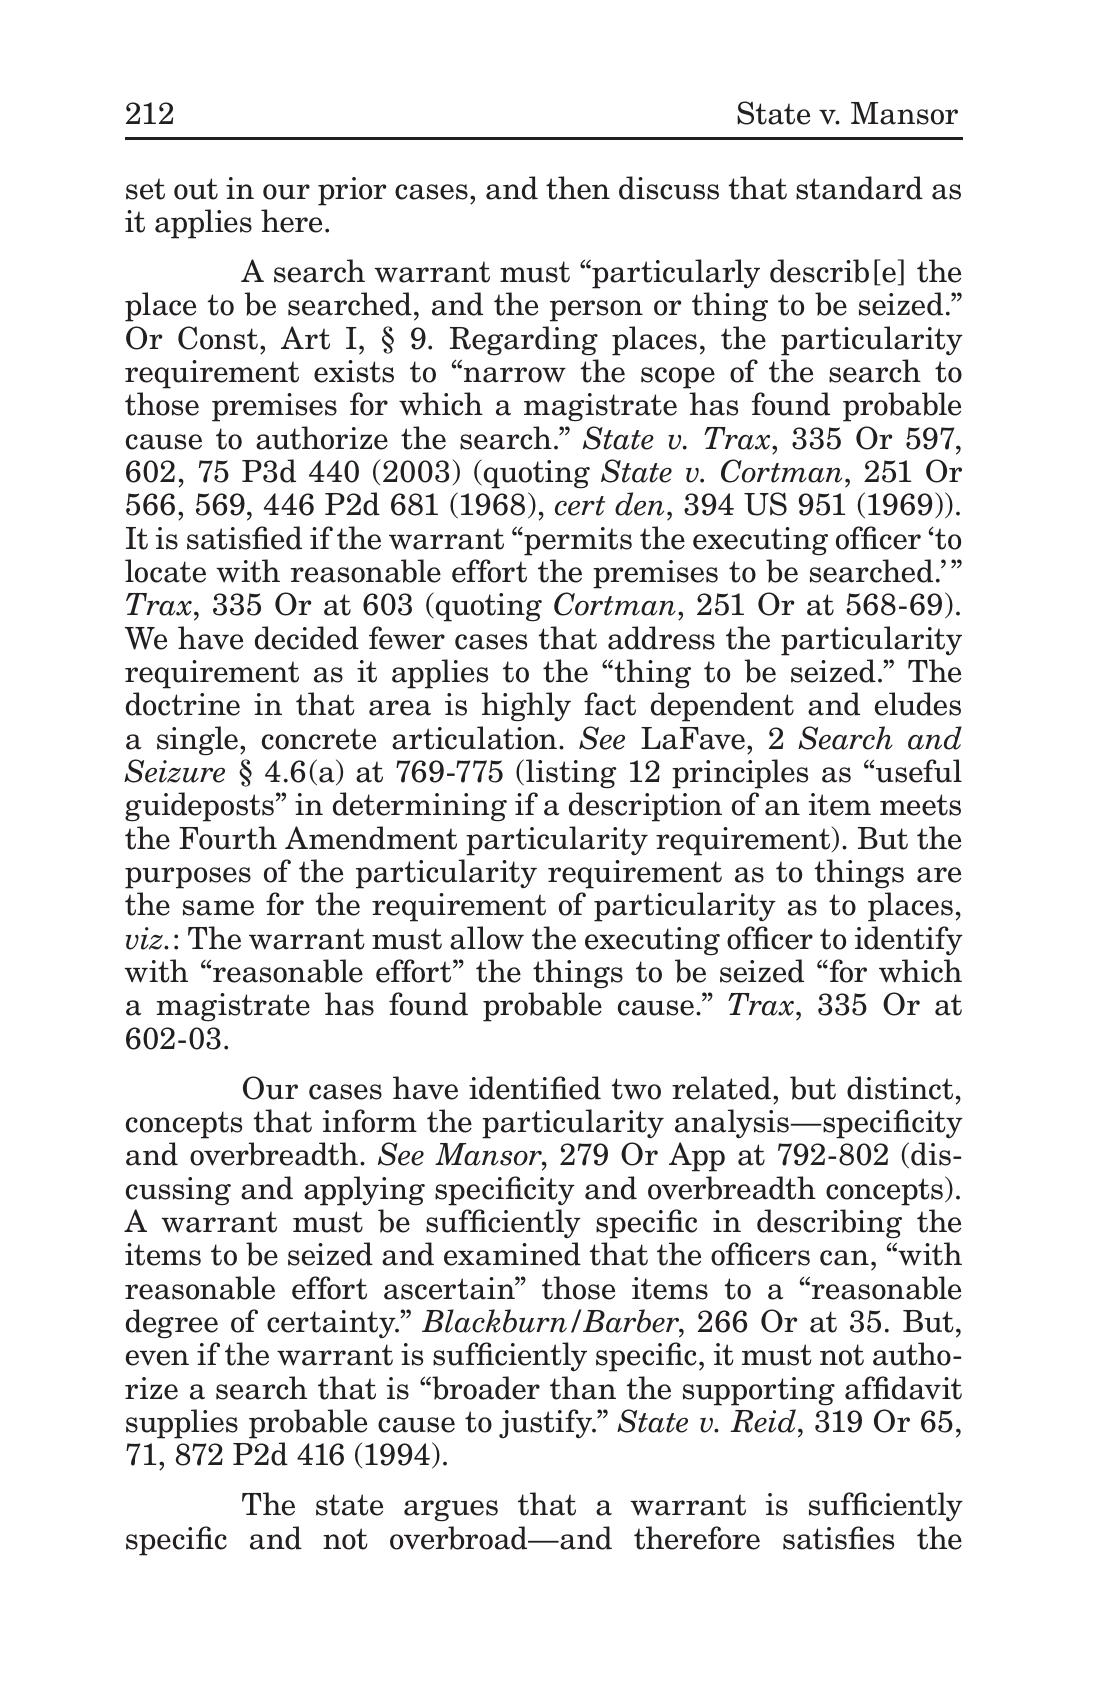 212 State v. Mansor
set out in our prior cases, and then discuss that standard as
it applies here.
A search warrant must “particularly describ[e] the
place to be searched, and the person or thing to be seized.”
Or Const, Art I, § 9. Regarding places, the particularity
requirement exists to “narrow the scope of the search to
those premises for which a magistrate has found probable
cause to authorize the search.” State v. Trax, 335 Or 597,
602, 75 P3d 440 (2003) (quoting State v. Cortman, 251 Or
566, 569, 446 P2d 681 (1968), cert den, 394 US 951 (1969)).
It is satisfied if the warrant “permits the executing officer ‘to
locate with reasonable effort the premises to be searched.’”
Trax, 335 Or at 603 (quoting Cortman, 251 Or at 568-69).
We have decided fewer cases that address the particularity
requirement as it applies to the “thing to be seized.” The
doctrine in that area is highly fact dependent and eludes
a single, concrete articulation. See LaFave, 2 Search and
Seizure § 4.6(a) at 769-775 (listing 12 principles as “useful
guideposts” in determining if a description of an item meets
the Fourth Amendment particularity requirement). But the
purposes of the particularity requirement as to things are
the same for the requirement of particularity as to places,
viz.: The warrant must allow the executing officer to identify
with “reasonable effort” the things to be seized “for which
a magistrate has found probable cause.” Trax, 335 Or at
602-03.
Our cases have identified two related, but distinct,
concepts that inform the particularity analysis—specificity
and overbreadth. See Mansor, 279 Or App at 792-802 (dis-
cussing and applying specificity and overbreadth concepts).
A warrant must be sufficiently specific in describing the
items to be seized and examined that the officers can, “with
reasonable effort ascertain” those items to a “reasonable
degree of certainty.” Blackburn/Barber, 266 Or at 35. But,
even if the warrant is sufficiently specific, it must not autho-
rize a search that is “broader than the supporting affidavit
supplies probable cause to justify.” State v. Reid, 319 Or 65,
71, 872 P2d 416 (1994).
The state argues that a warrant is sufficiently
specific and not overbroad—and therefore satisfies the